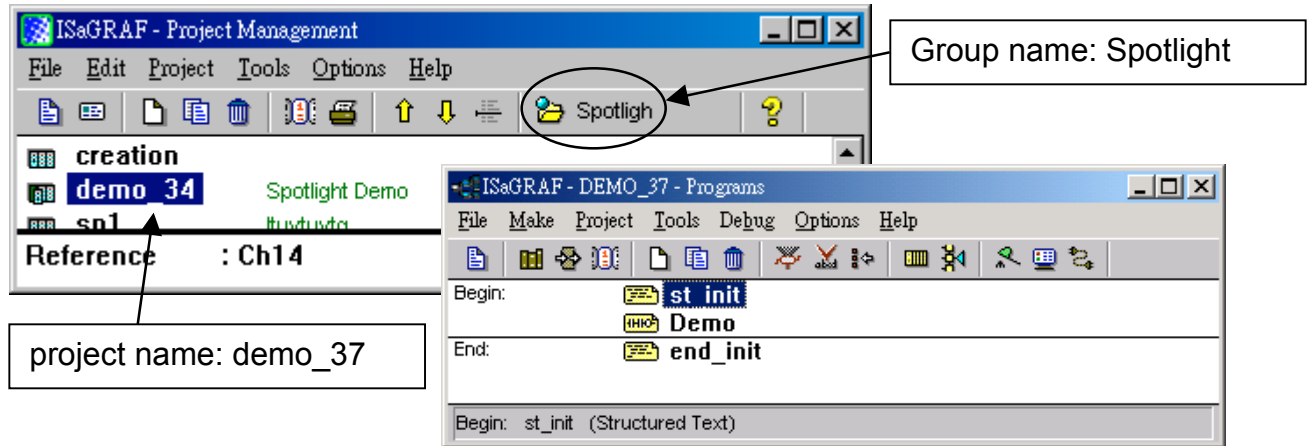 ISaGRAF - Project Management
File Edit Project Tools Options Help
Spotligh
Group name: Spotlight
creation
demo_34 Spotlight Demo
sp1
Reference : Ch14
project name: demo_37
ISaGRAF - DEMO_37 - Programs
File Make Project Tools Debug Options Help
Begin: st_init
Demo
End: end_init
Begin: st_init (Structured Text)